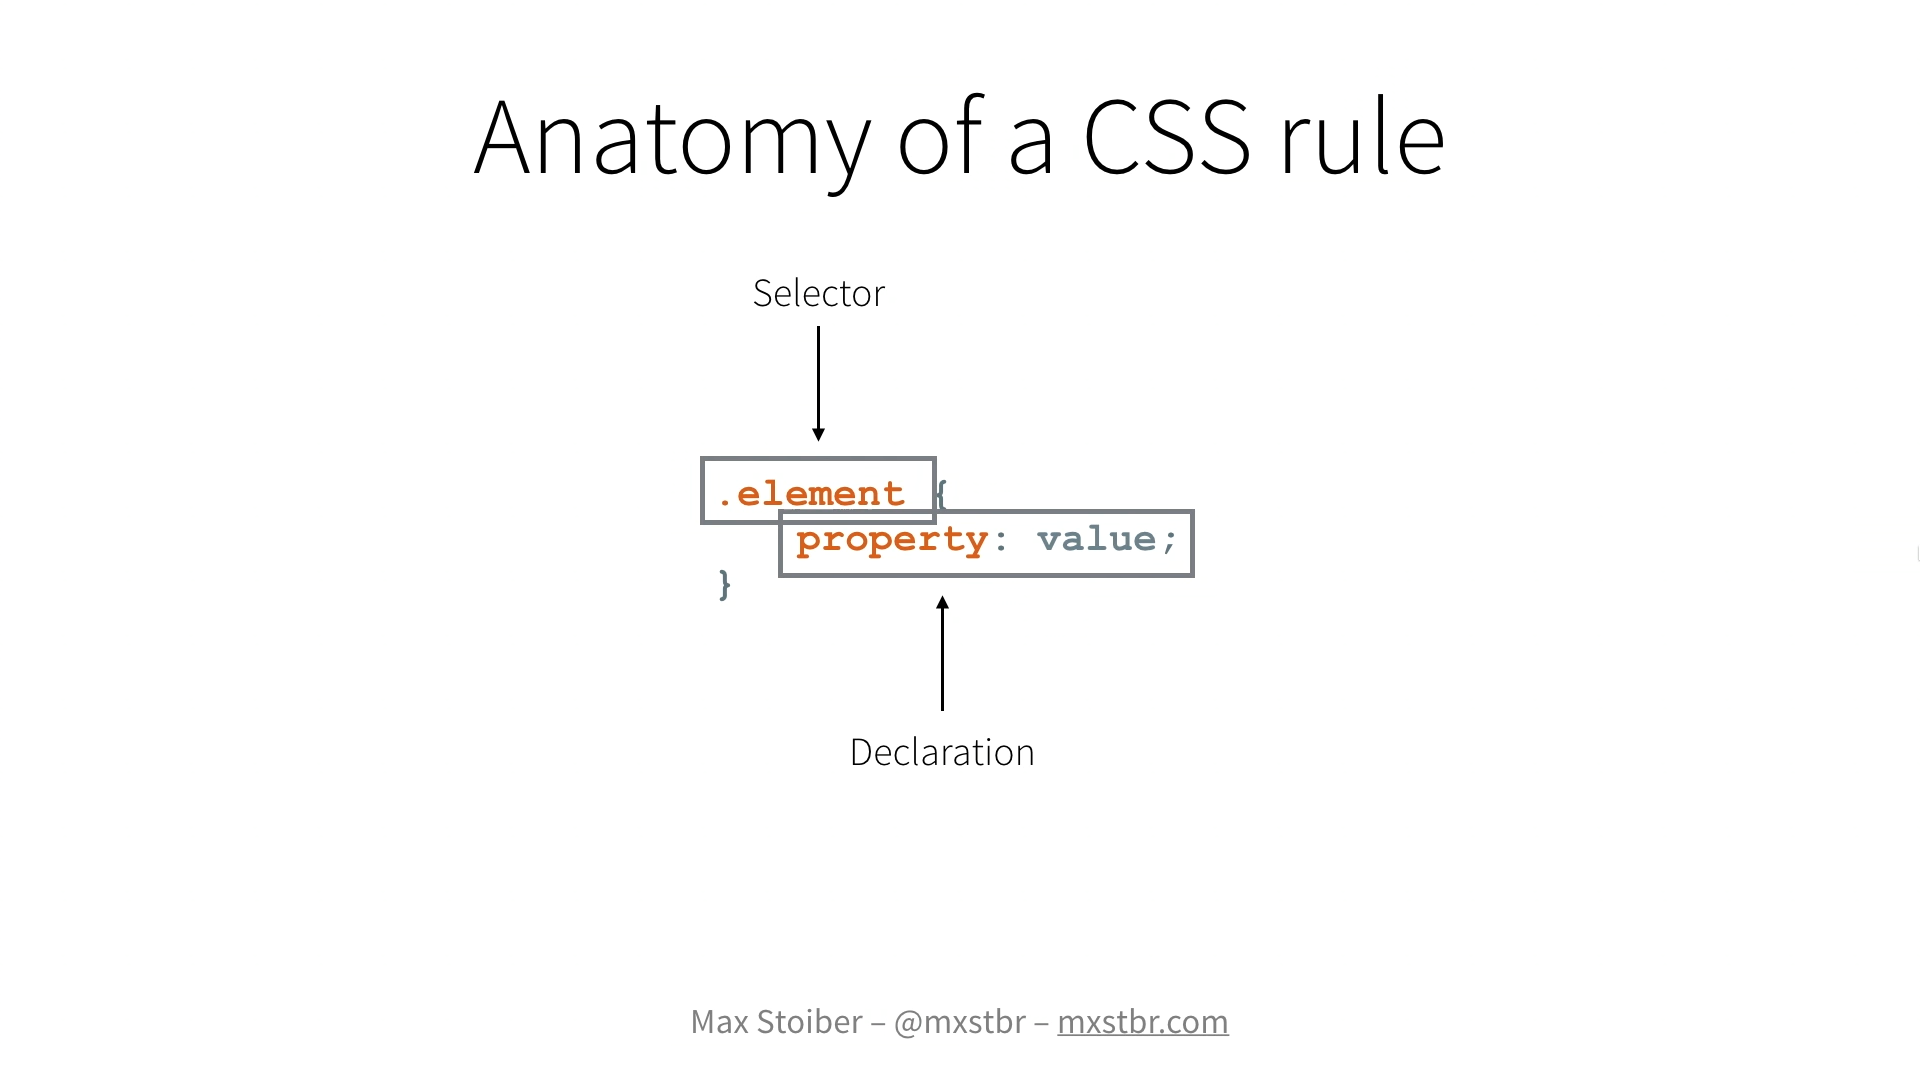 Anatomy of a CSS rule
Selector
.element {
property: value;
}
Declaration
Max Stoiber – @mxstbr – mxstbr.com